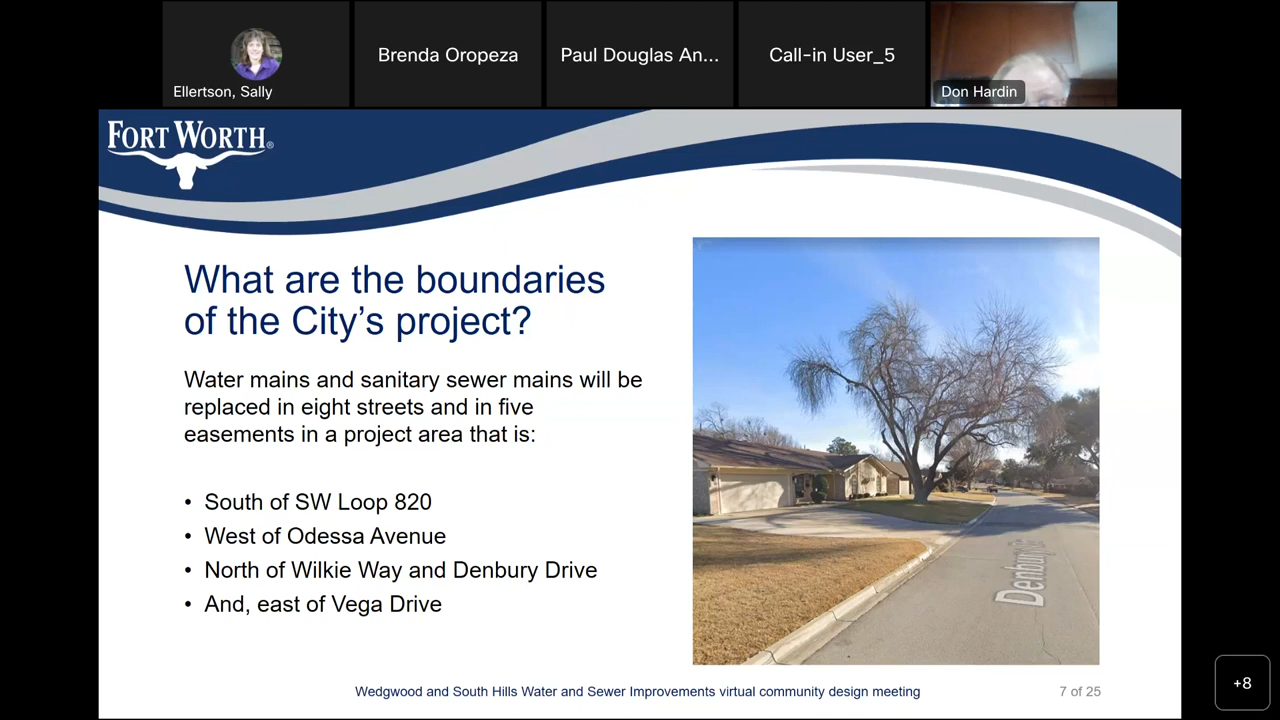 Ellertson, Sally
Brenda Oropeza
Paul Douglas An...
Call-in User_5
Don Hardin
FORT WORTH®
What are the boundaries
of the City's project?
Water mains and sanitary sewer mains will be
replaced in eight streets and in five
easements in a project area that is:
• South of SW Loop 820
• West of Odessa Avenue
• North of Wilkie Way and Denbury Drive
• And, east of Vega Drive
Denbury Dr
Wedgwood and South Hills Water and Sewer Improvements virtual community design meeting
7 of 25
+8